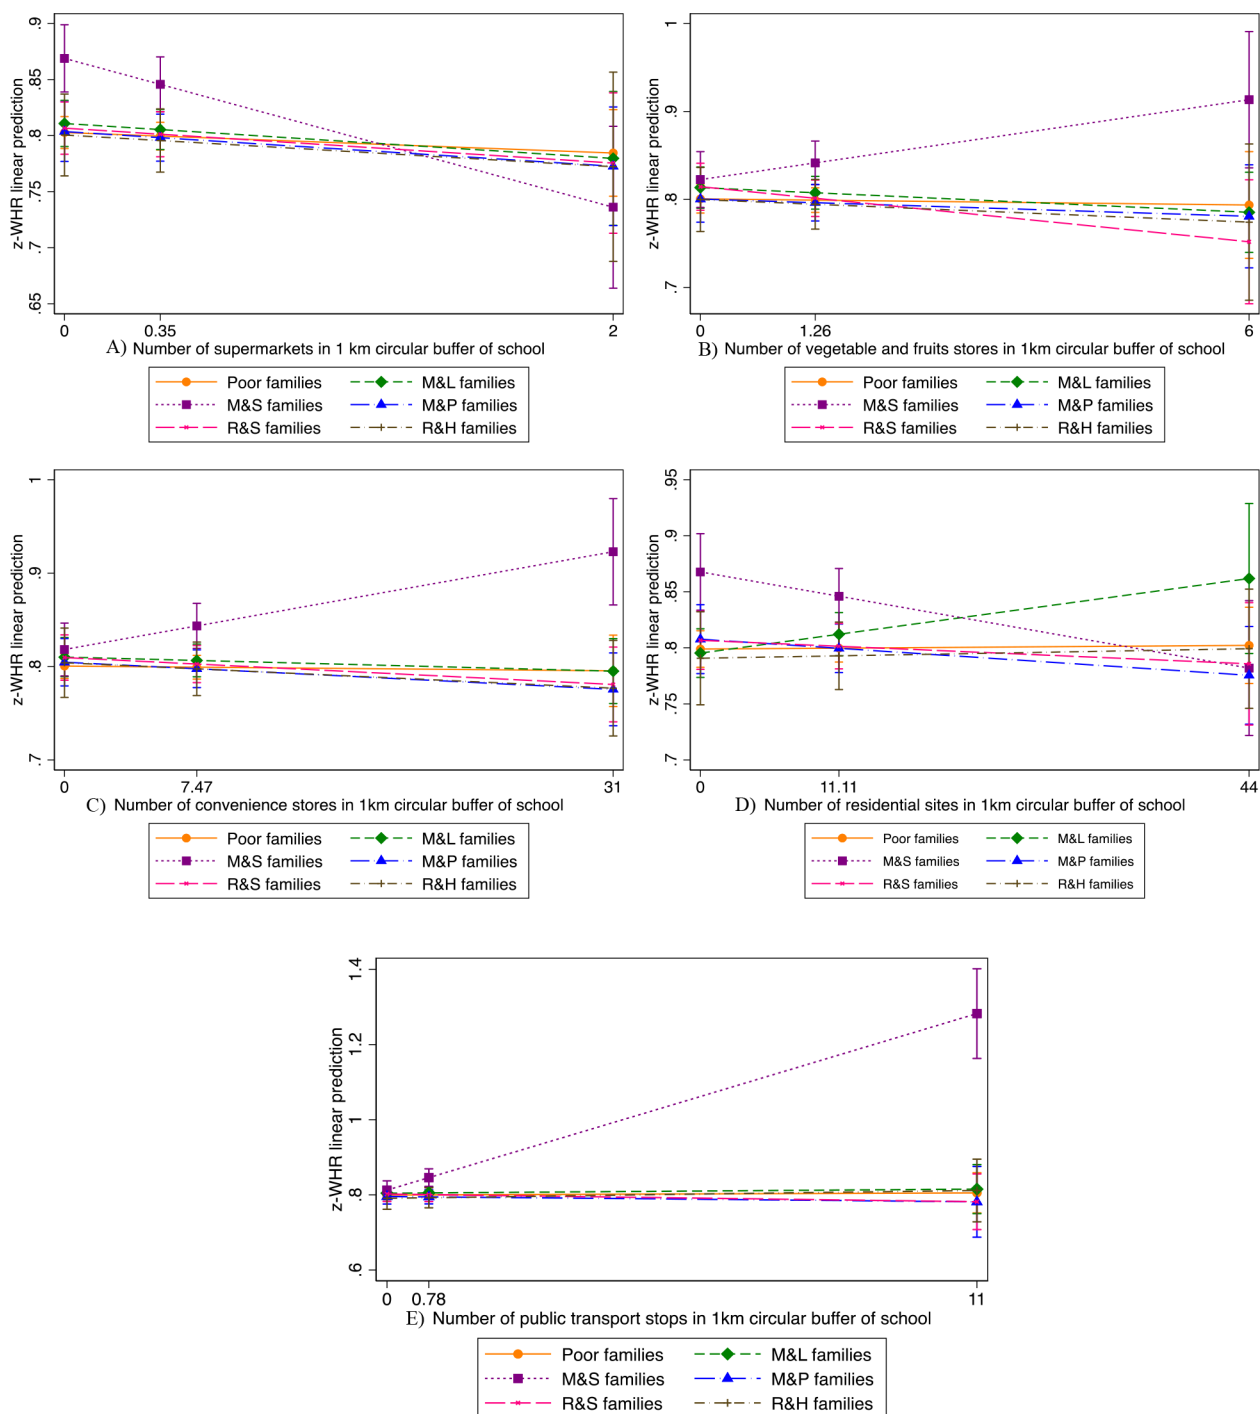 .9
.85
.8
.75
.7
.65
z-WHR linear prediction
0 0.35 2
A) Number of supermarkets in 1 km circular buffer of school
Poor families M&L families
M&S families M&P families
R&S families R&H families
1
.9
.8
.7
z-WHR linear prediction
0 1.26 6
B) Number of vegetable and fruits stores in 1km circular buffer of school
Poor families M&L families
M&S families M&P families
R&S families R&H families
1
.9
.8
.7
z-WHR linear prediction
0 7.47 31
C) Number of convenience stores in 1km circular buffer of school
Poor families M&L families
M&S families M&P families
R&S families R&H families
.95
.9
.85
.8
.75
.7
z-WHR linear prediction
0 11.11 44
D) Number of residential sites in 1km circular buffer of school
Poor families M&L families
M&S families M&P families
R&S families R&H families
1.4
1.2
1
.8
.6
z-WHR linear prediction
0 0.78 11
E) Number of public transport stops in 1km circular buffer of school
Poor families M&L families
M&S families M&P families
R&S families R&H families